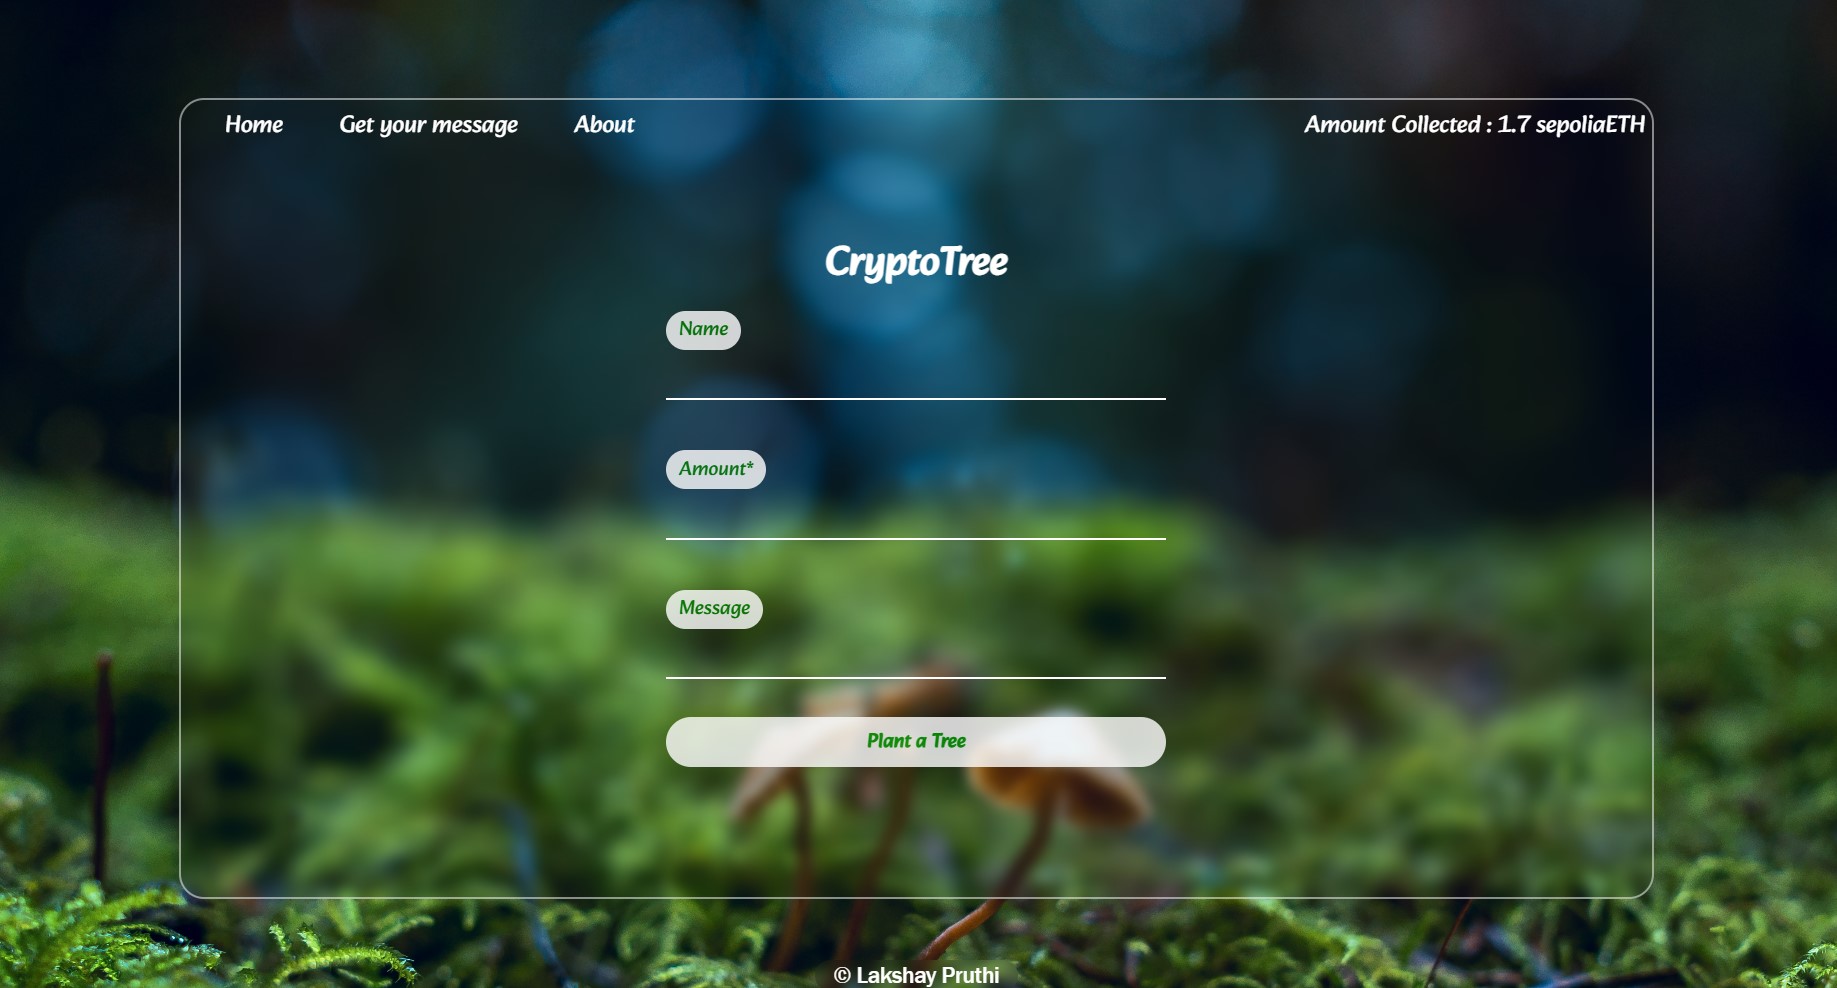 Home Get your message About Amount Collected : 1.7 sepoliaETH
CryptoTree
Name
Amount*
Message
Plant a Tree
© Lakshay Pruthi